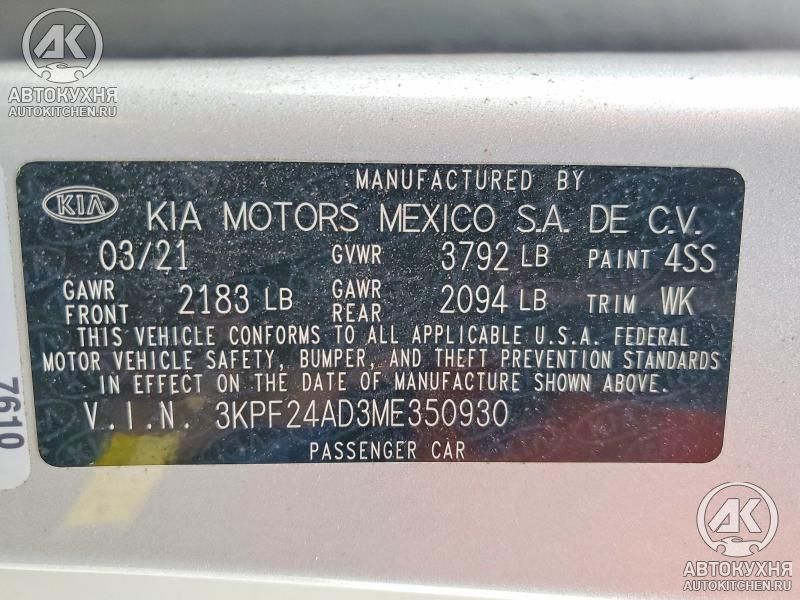 AK
АВТОКУХНЯ
AUTOKITCHEN.RU
MANUFACTURED BY
KIA KIA MOTORS MEXICO S.A. DE C.V.
03/21 GVWR 3792 LB PAINT 4SS
GAWR FRONT 2183 LB GAWR REAR 2094 LB TRIM WK
THIS VEHICLE CONFORMS TO ALL APPLICABLE U.S.A. FEDERAL
MOTOR VEHICLE SAFETY, BUMPER, AND THEFT PREVENTION STANDARDS
IN EFFECT ON THE DATE OF MANUFACTURE SHOWN ABOVE.
V.I.N. 3KPF24AD3ME350930
PASSENGER CAR
7610
AK
АВТОКУХНЯ
AUTOKITCHEN.RU